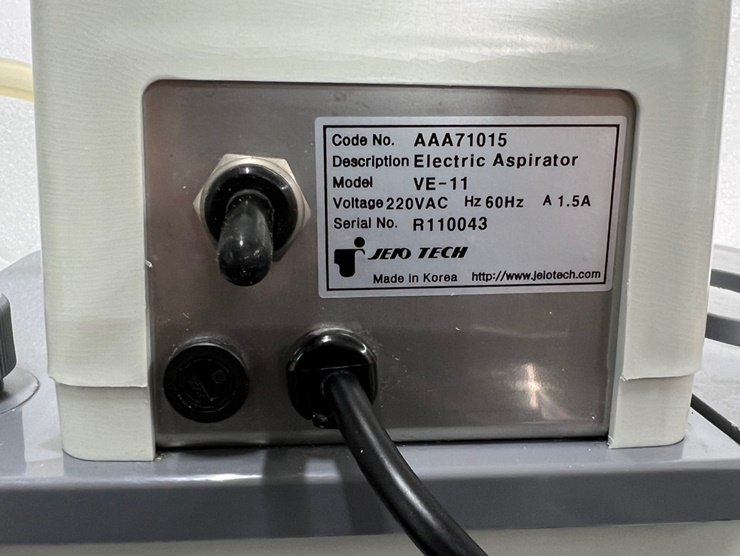 Code No. AAA71015
Description Electric Aspirator
Model VE-11
Voltage 220VAC Hz 60Hz A 1.5A
Serial No. R110043
JEIO TECH
Made in Korea http://www.jeiotech.com